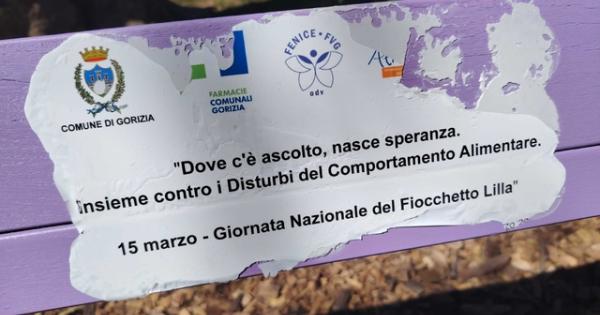 COMUNE DI GORIZIA
FARMACIE
COMUNALI
GORIZIA
FENICE • FVG
odv
"Dove c'è ascolto, nasce speranza.
Insieme contro i Disturbi del Comportamento Alimentare.
15 marzo - Giornata Nazionale del Fiocchetto Lilla"